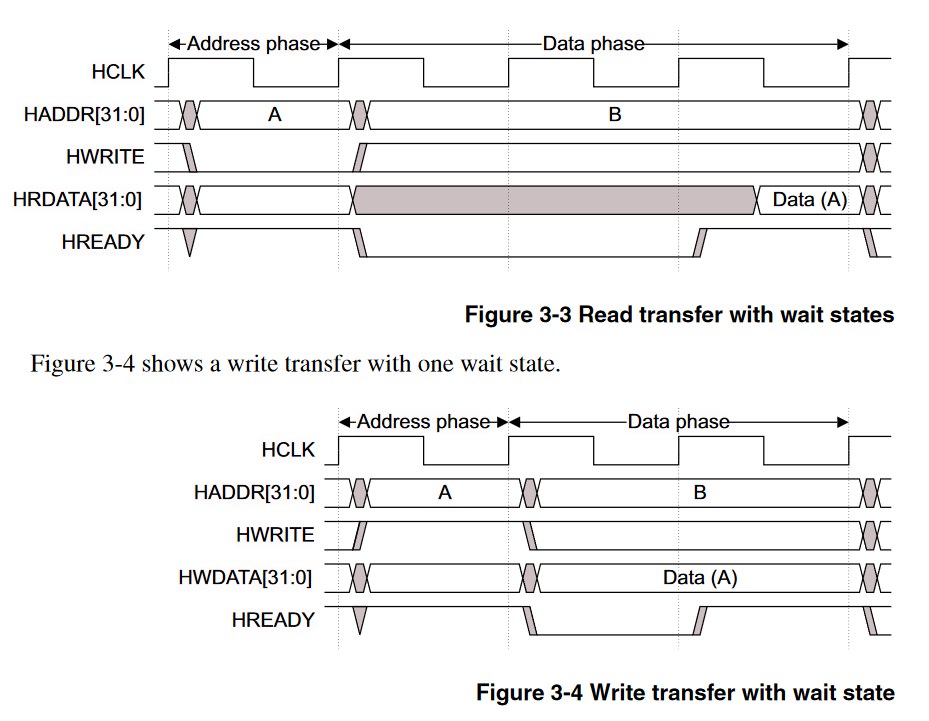 Address phase Data phase
HCLK
HADDR[31:0] A B
HWRITE
HRDATA[31:0] Data (A)
HREADY
Figure 3-3 Read transfer with wait states
Figure 3-4 shows a write transfer with one wait state.
Address phase Data phase
HCLK
HADDR[31:0] A B
HWRITE
HWDATA[31:0] Data (A)
HREADY
Figure 3-4 Write transfer with wait state